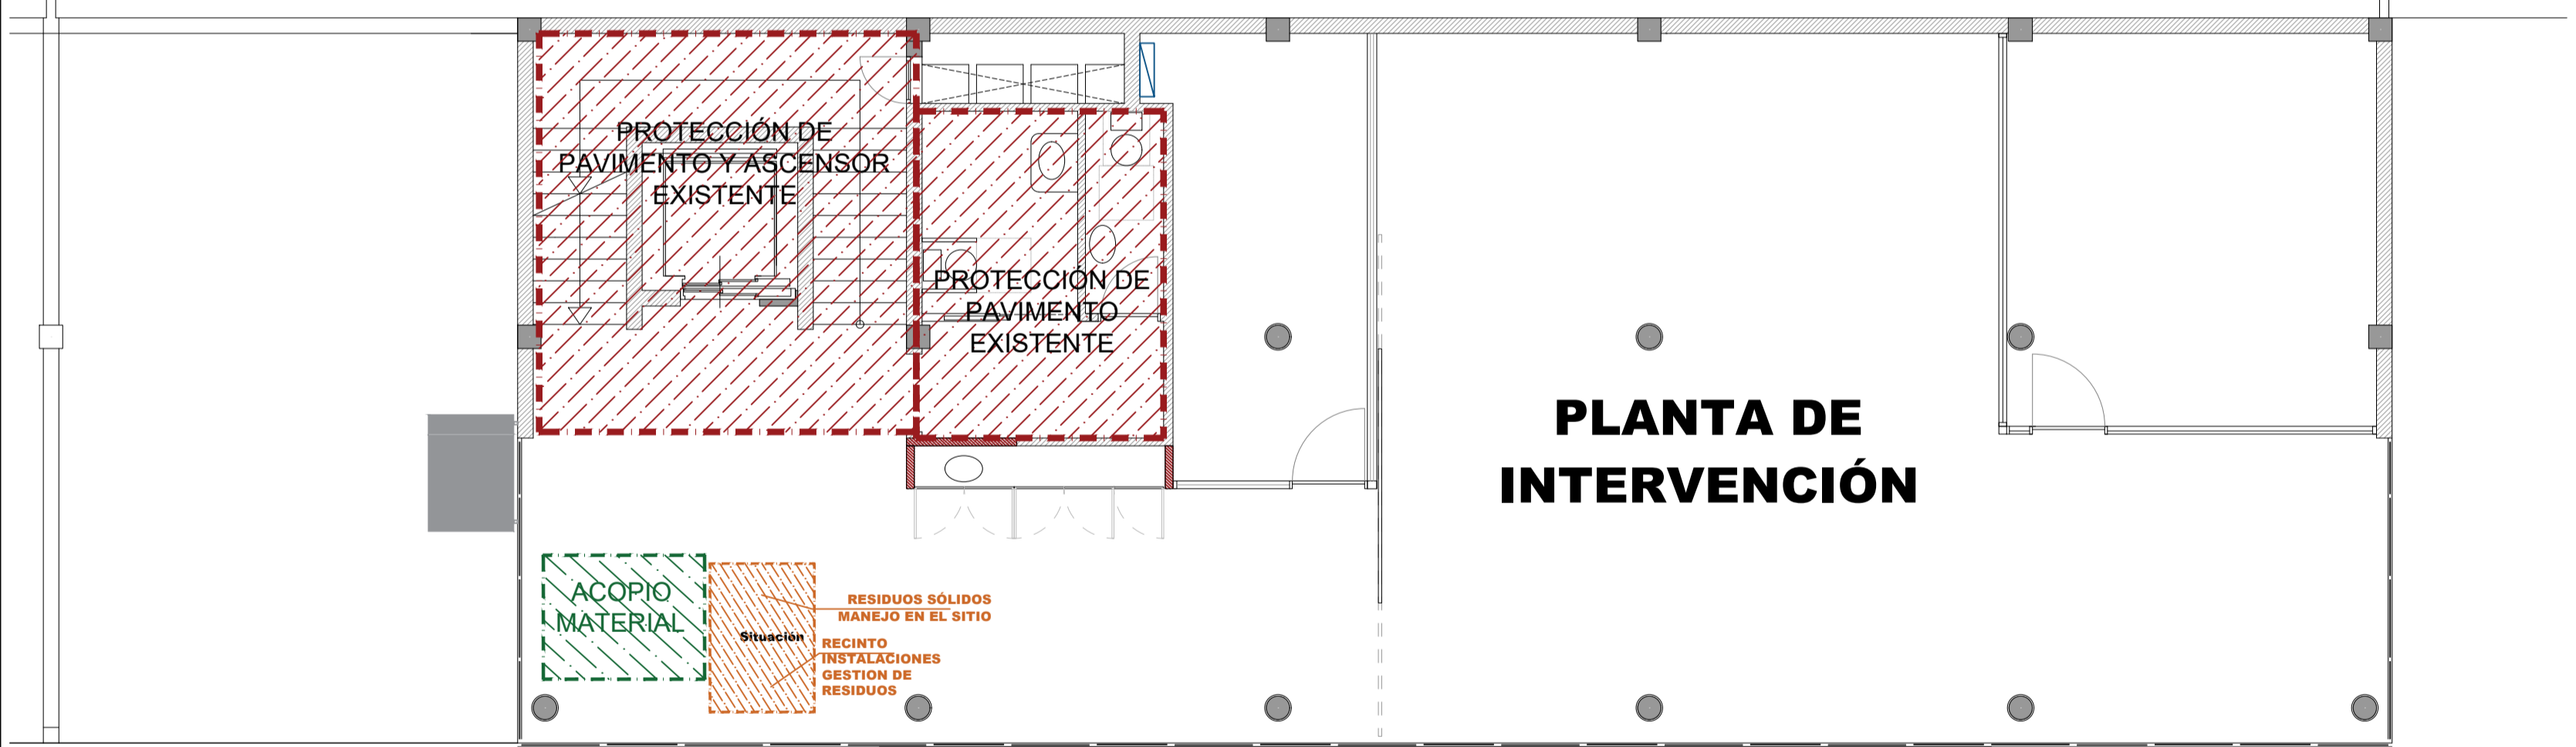 PROTECCIÓN DE
PAVIMENTO Y ASCENSOR
EXISTENTE
PROTECCIÓN DE
PAVIMENTO
EXISTENTE
PLANTA DE
INTERVENCIÓN
ACOPIO
MATERIAL
Situación
RESIDUOS SÓLIDOS
MANEJO EN EL SITIO
RECINTO
INSTALACIONES
GESTION DE
RESIDUOS